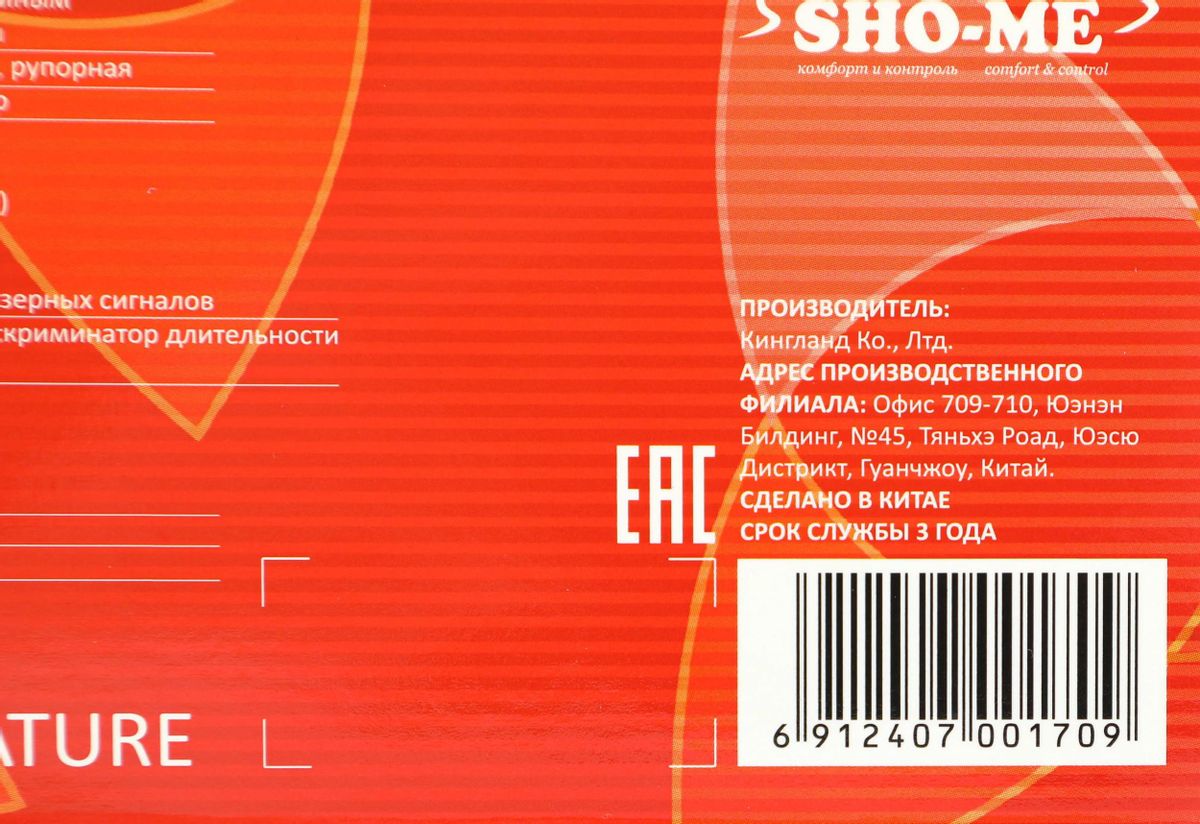 SHO-ME
комфорт и контроль comfort & control
, рупорная
)
зерных сигналов
скриминатор длительности
ПРОИЗВОДИТЕЛЬ:
Кингланд Ко., Лтд.
АДРЕС ПРОИЗВОДСТВЕННОГО
ФИЛИАЛА: Офис 709-710, Юэнэн
Билдинг, №45, Тяньхэ Роад, Юэсю
Дистрикт, Гуанчжоу, Китай.
СДЕЛАНО В КИТАЕ
СРОК СЛУЖБЫ 3 ГОДА
EAC
ATURE
6 912407 001709